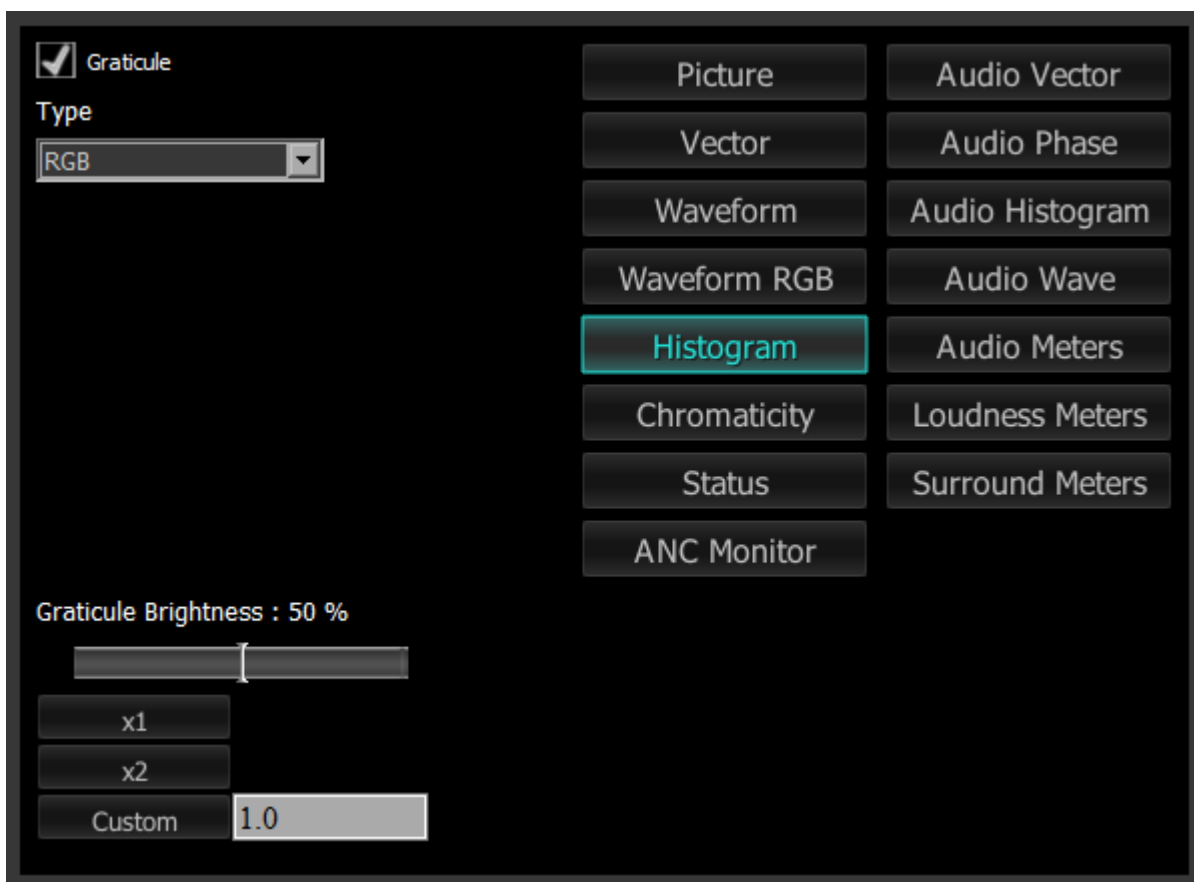 Graticule
Type
RGB
Picture
Audio Vector
Vector
Audio Phase
Waveform
Audio Histogram
Waveform RGB
Audio Wave
Histogram
Audio Meters
Chromaticity
Loudness Meters
Status
Surround Meters
ANC Monitor
Graticule Brightness : 50 %
x1
x2
Custom
1.0